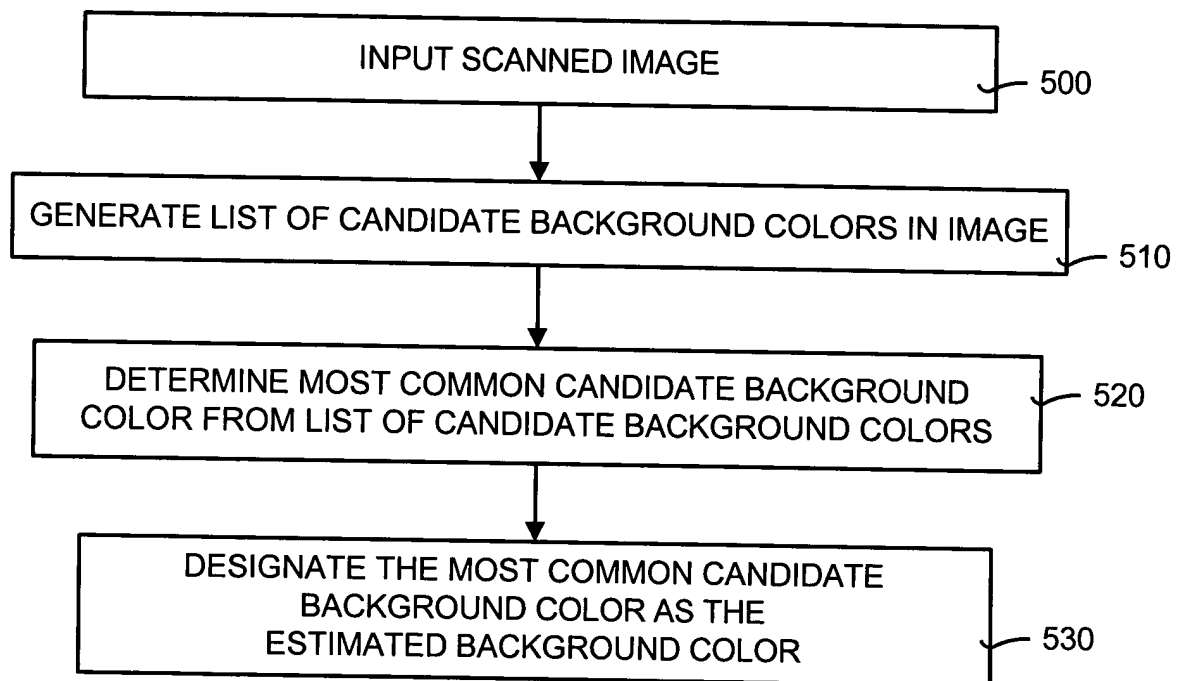 INPUT SCANNED IMAGE
500
GENERATE LIST OF CANDIDATE BACKGROUND COLORS IN IMAGE
510
DETERMINE MOST COMMON CANDIDATE BACKGROUND
COLOR FROM LIST OF CANDIDATE BACKGROUND COLORS
520
DESIGNATE THE MOST COMMON CANDIDATE
BACKGROUND COLOR AS THE
ESTIMATED BACKGROUND COLOR
530